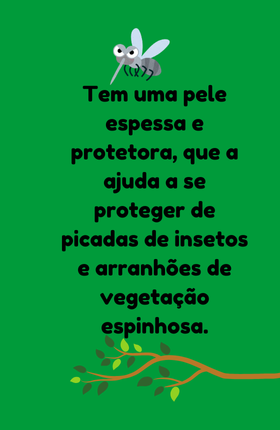 Tem uma pele
espessa e
protetora, que a
ajuda a se
proteger de
picadas de insetos
e arranhões de
vegetação
espinhosa.